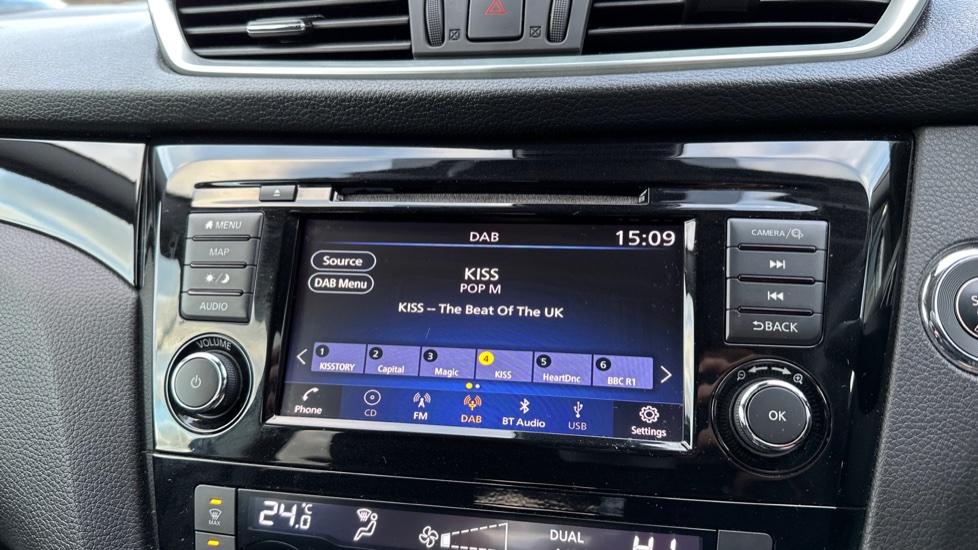 DAB 15:09
Source
DAB Menu
KISS
POP M
KISS -- The Beat Of The UK
1 KISSTORY
2 Capital
3 Magic
4 KISS
5 HeartDnc
6 BBC R1
Phone CD FM DAB BT Audio USB Settings
MENU
MAP
AUDIO
VOLUME
CAMERA/
BACK
OK
MAX
24.0°C
DUAL